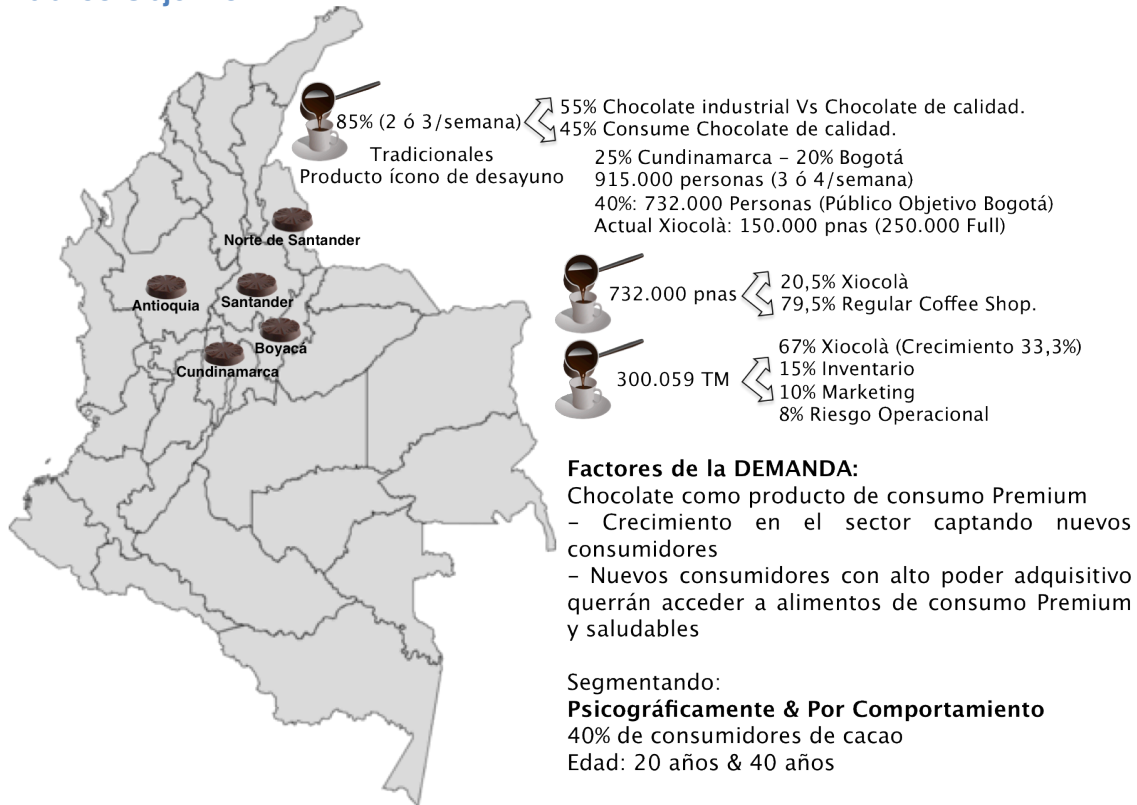 85% (2 ó 3/semana)
Tradicionales
Producto ícono de desayuno
55% Chocolate industrial Vs Chocolate de calidad.
45% Consume Chocolate de calidad.
25% Cundinamarca – 20% Bogotá
915.000 personas (3 ó 4/semana)
40%: 732.000 Personas (Público Objetivo Bogotá)
Actual Xiocolà: 150.000 pnas (250.000 Full)
Norte de Santander
Antioquia
Santander
Boyacá
Cundinamarca
732.000 pnas
20,5% Xiocolà
79,5% Regular Coffee Shop.
300.059 TM
67% Xiocolà (Crecimiento 33,3%)
15% Inventario
10% Marketing
8% Riesgo Operacional
Factores de la DEMANDA:
Chocolate como producto de consumo Premium
– Crecimiento en el sector captando nuevos
consumidores
– Nuevos consumidores con alto poder adquisitivo
querrán acceder a alimentos de consumo Premium
y saludables
Segmentando:
Psicográficamente & Por Comportamiento
40% de consumidores de cacao
Edad: 20 años & 40 años